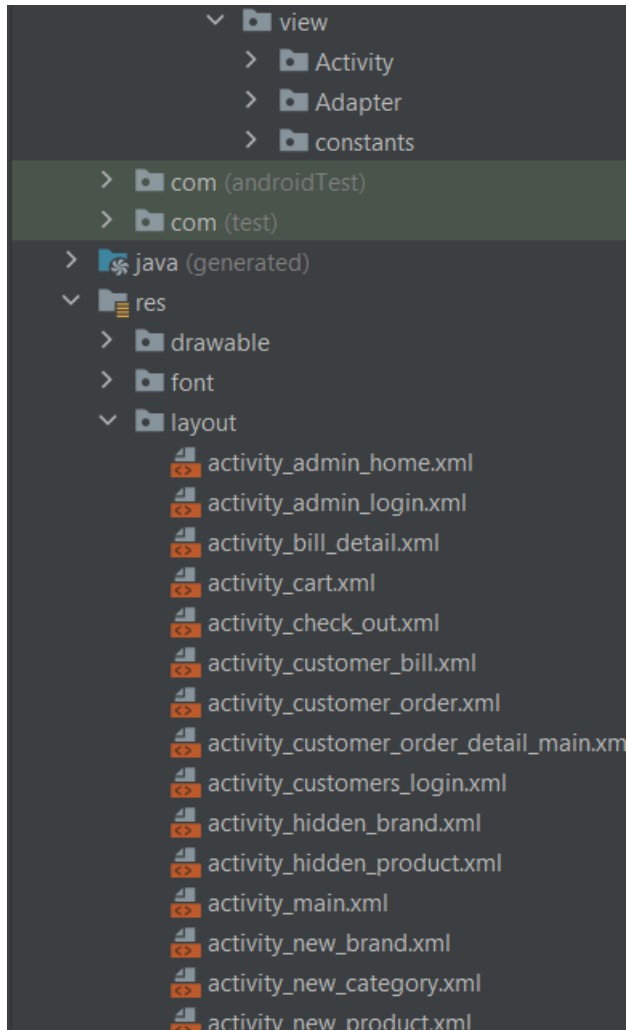 view
Activity
Adapter
constants
com (androidTest)
com (test)
java (generated)
res
drawable
font
layout
activity_admin_home.xml
activity_admin_login.xml
activity_bill_detail.xml
activity_cart.xml
activity_check_out.xml
activity_customer_bill.xml
activity_customer_order.xml
activity_customer_order_detail_main.xm
activity_customers_login.xml
activity_hidden_brand.xml
activity_hidden_product.xml
activity_main.xml
activity_new_brand.xml
activity_new_category.xml
activity_new_product.xml